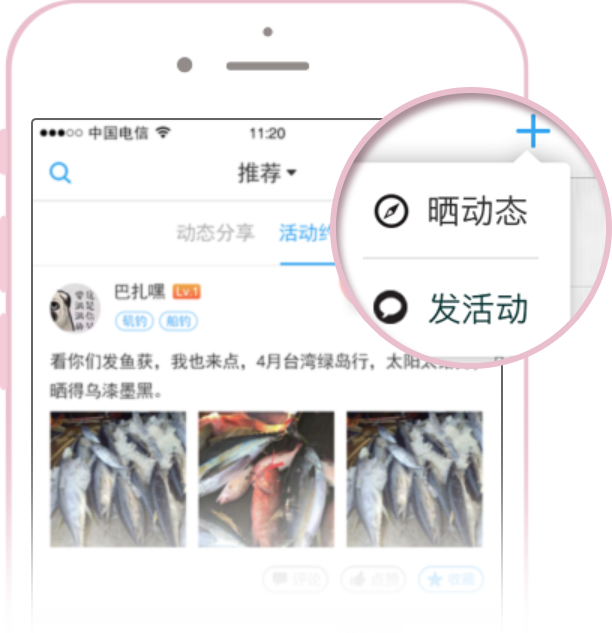 中国电信 11:20
推荐
动态分享 活动约
晒动态
发活动
巴扎嘿 Lv.1
矶钓 船钓
看你们发鱼获，我也来点，4月台湾绿岛行，太阳太
晒得乌漆墨黑。
评论 点赞 收藏